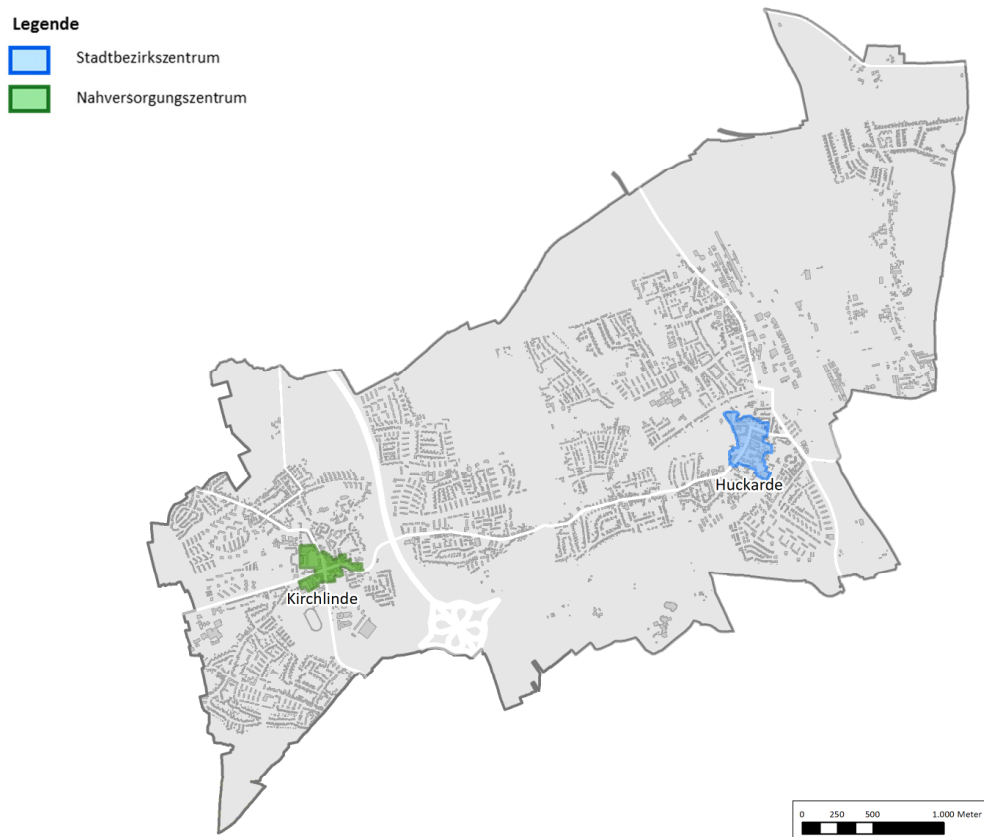 Legende
Stadtbezirkszentrum
Nahversorgungszentrum
Huckarde
Kirchlinde
0 250 500 1.000 Meter